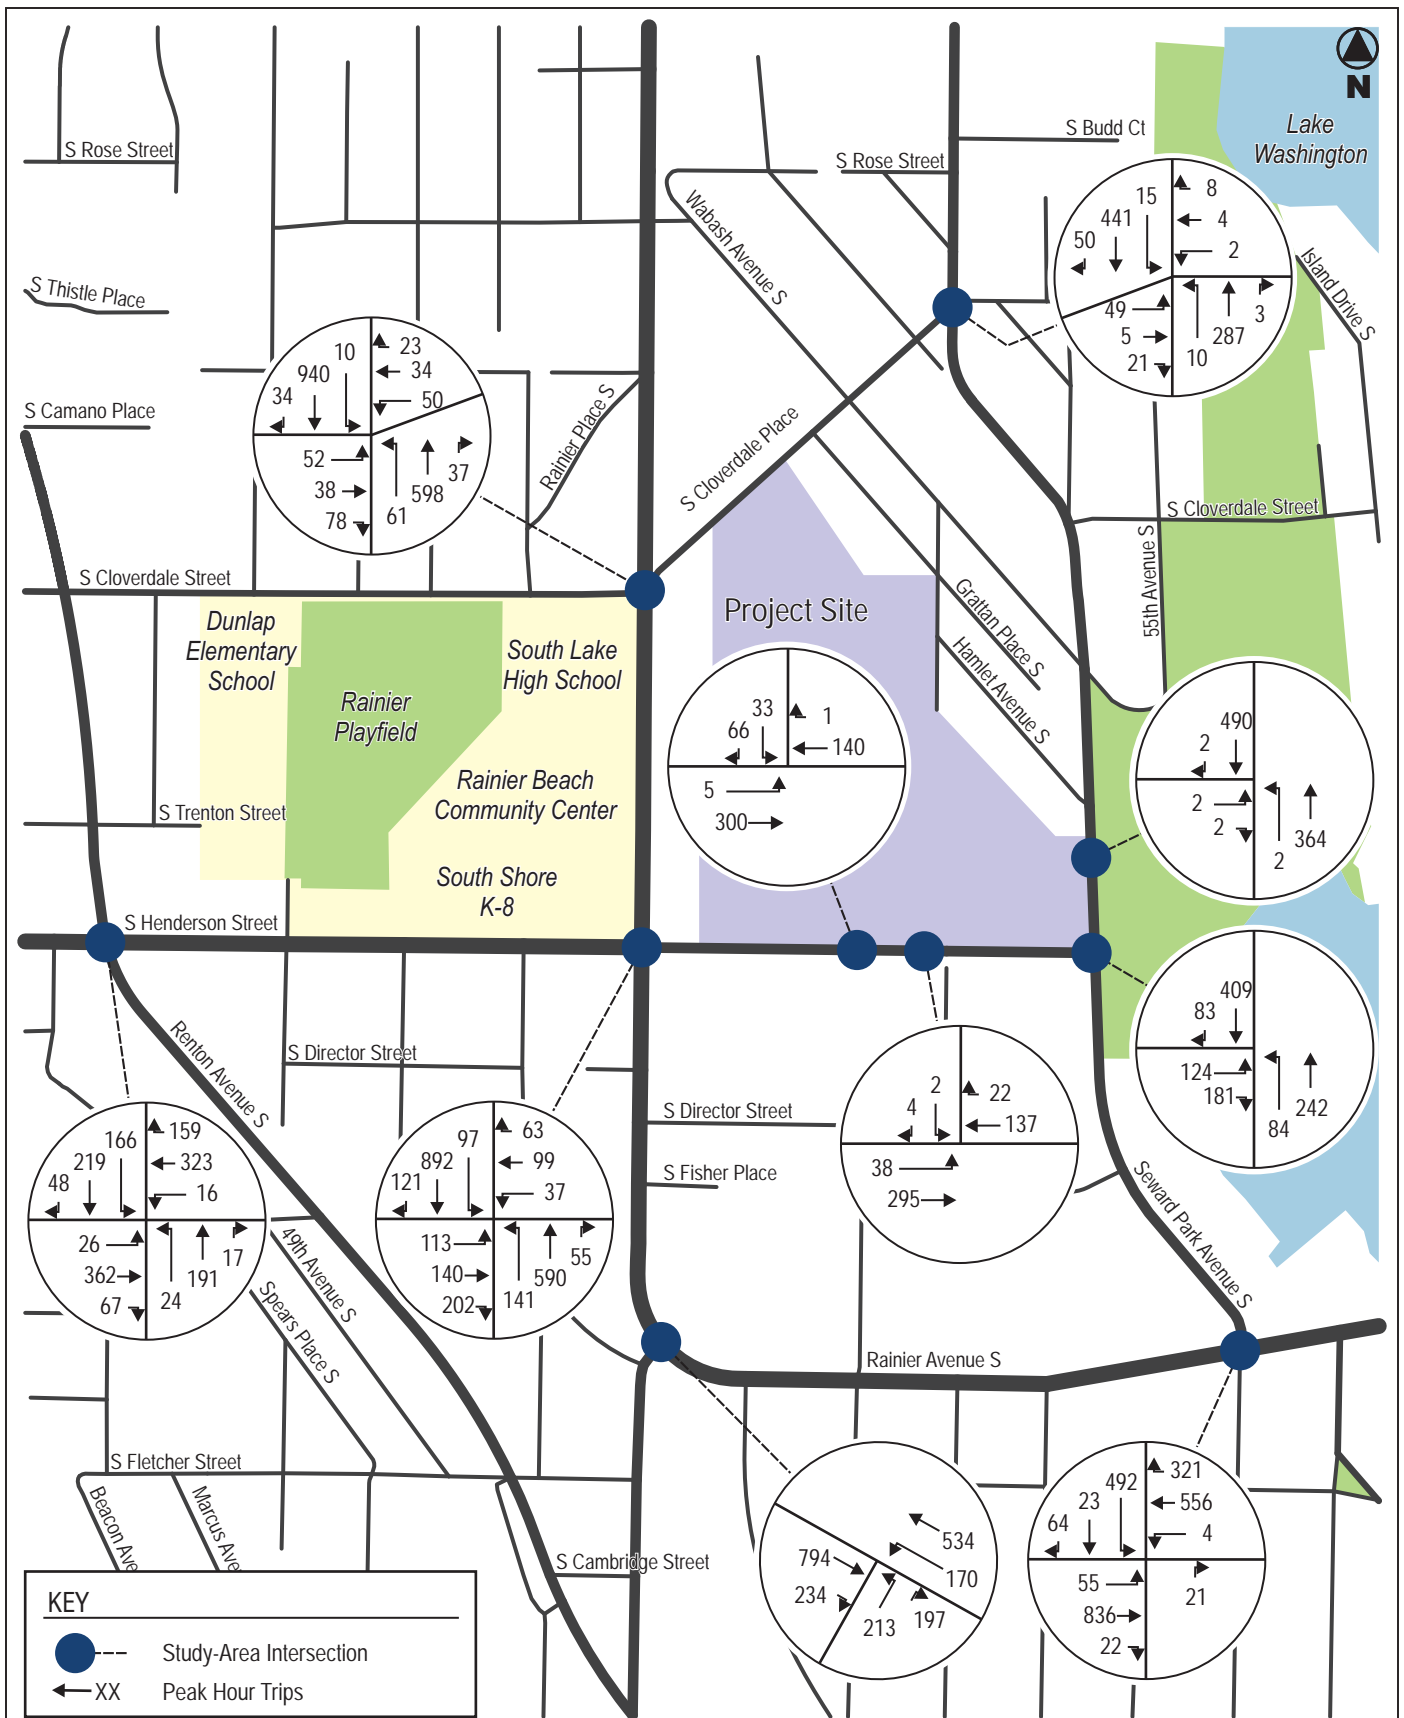 N
Lake
Washington
S Budd Ct
S Rose Street
S Rose Street
Wabash Avenue S
Island Drive S
S Thistle Place
50
441
15
8
4
2
49
5
21
10
287
3
S Camano Place
34
940
10
23
34
50
52
38
78
61
598
37
Rainier Place S
S Cloverdale Place
S Cloverdale Street
55th Avenue S
S Cloverdale Street
Dunlap
Elementary
School
Rainier
Playfield
South Lake
High School
Rainier Beach
Community Center
South Shore
K-8
Project Site
Grattan Place S
Hamlet Avenue S
66
33
1
140
5
300
2
490
2
2
2
364
S Trenton Street
S Henderson Street
83
409
124
181
84
242
Renton Avenue S
S Director Street
S Director Street
S Fisher Place
4
2
22
137
38
295
48
219
166
159
323
16
26
362
67
24
191
17
121
892
97
63
99
37
113
140
202
141
590
55
49th Avenue S
Spears Place S
Seward Park Avenue S
Rainier Avenue S
S Fletcher Street
Beacon Ave
Marcus Ave
S Cambridge Street
794
234
534
170
213
197
64
23
492
321
556
4
55
836
22
21
KEY
Study-Area Intersection
XX
Peak Hour Trips